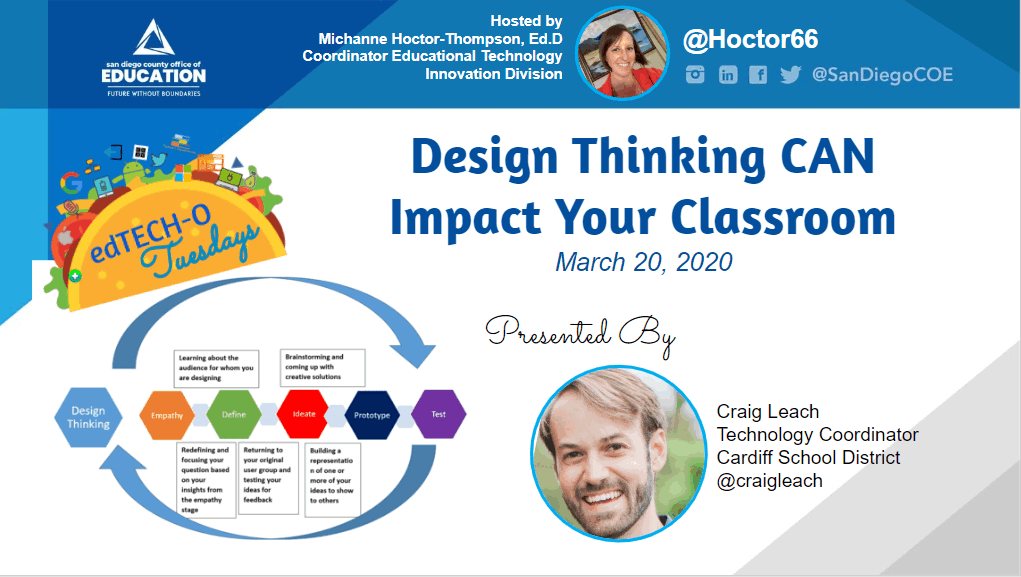 Hosted by
Michanne Hoctor-Thompson, Ed.D
Coordinator Educational Technology
Innovation Division
@Hoctor66
@SanDiegoCOE
san diego county office of
EDUCATION
FUTURE WITHOUT BOUNDARIES
Design Thinking CAN
Impact Your Classroom
March 20, 2020
edTECH-O
Tuesdays
Presented By
Craig Leach
Technology Coordinator
Cardiff School District
@craigleach
Learning about the
audience for whom you
are designing
Brainstorming and
coming up with
creative solutions
Design
Thinking
Empathy
Define
Ideate
Prototype
Test
Redefining and
focusing your
question based
on your
insights from
the empathy
stage
Returning to
your original
user group and
testing your
ideas for
feedback
Building a
representatio
n of one or
more of your
ideas to show
to others